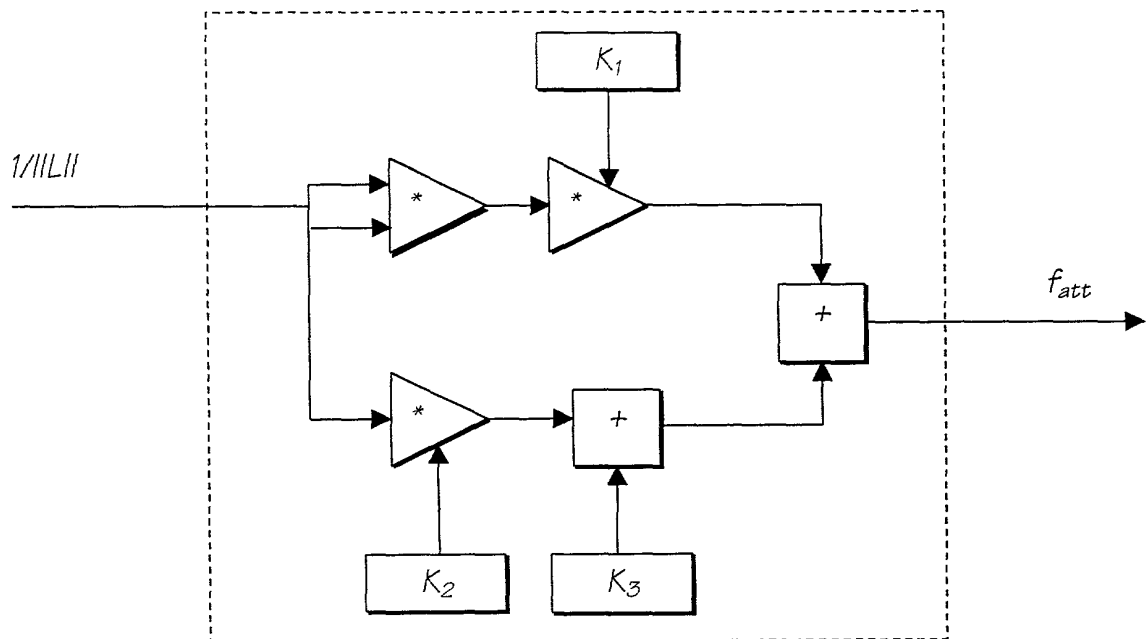 K₁
1/||L||
*
*
+
f_att
*
+
K₂
K₃